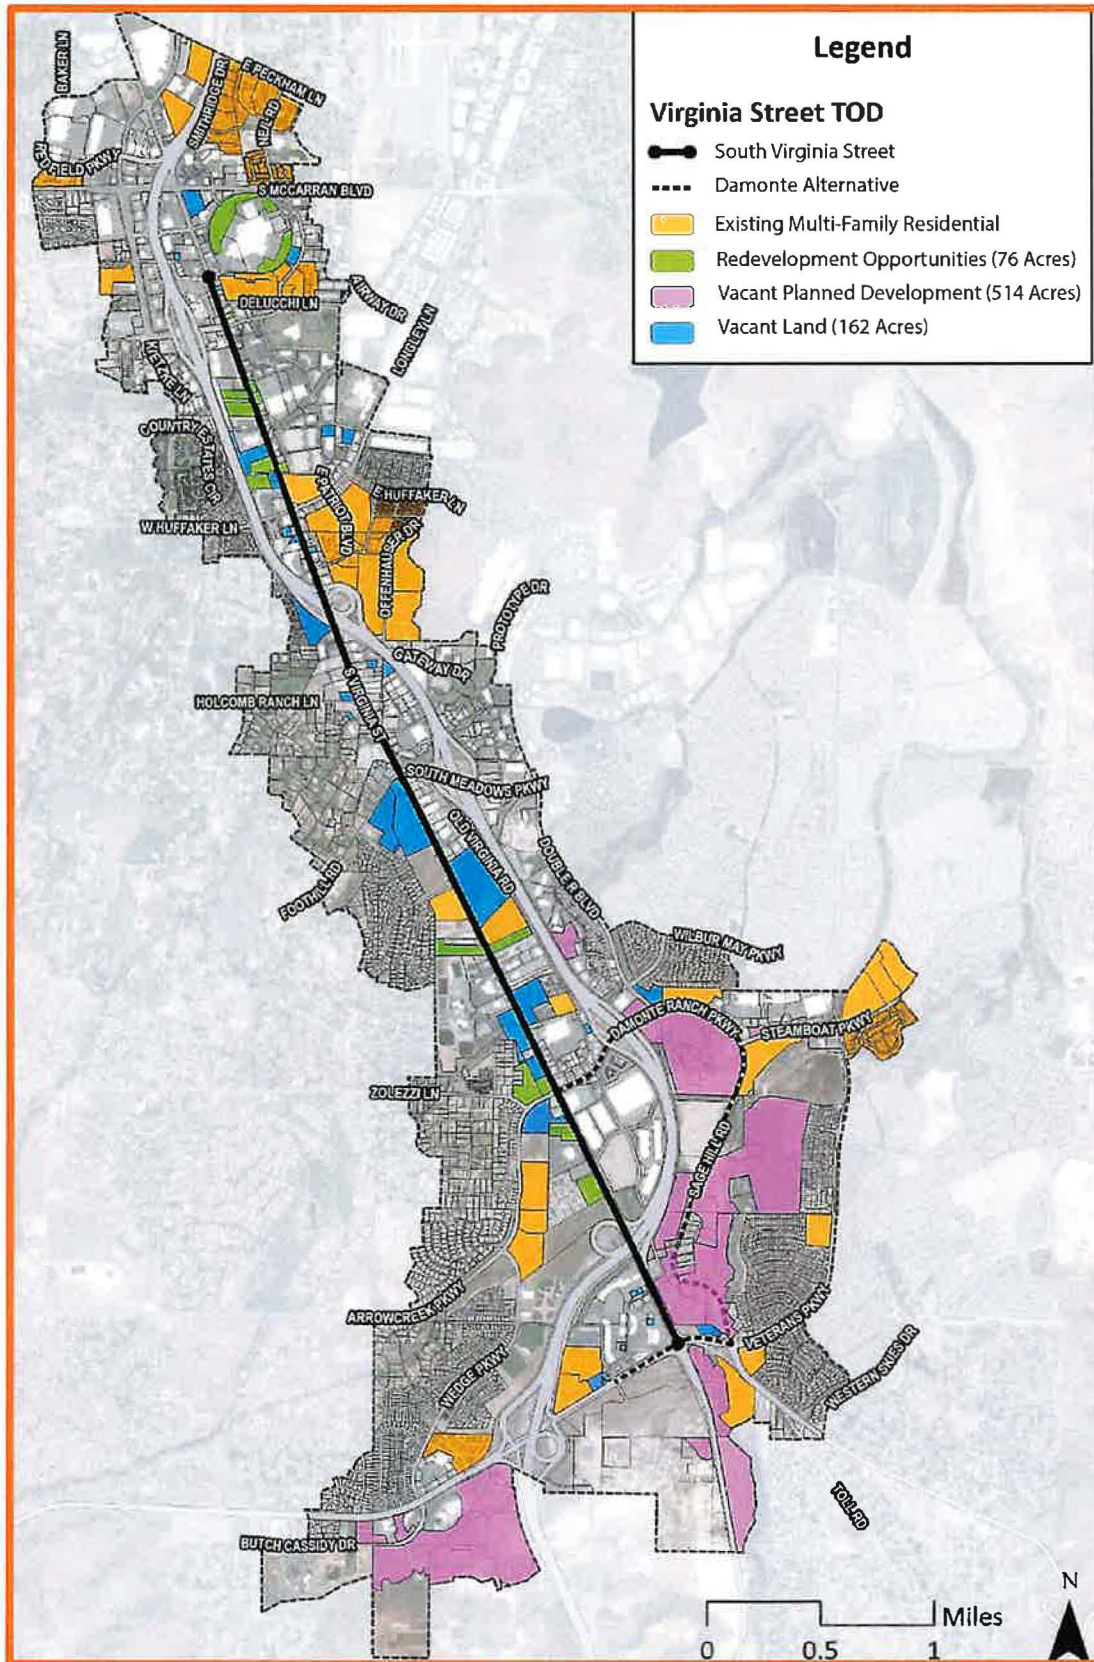 Legend
Virginia Street TOD
South Virginia Street
Damonte Alternative
Existing Multi-Family Residential
Redevelopment Opportunities (76 Acres)
Vacant Planned Development (514 Acres)
Vacant Land (162 Acres)
BAKER LN
SMITHRIDGE DR
E PECKHAM LN
NEIL RD
REDFIELD PKWY
S MCCARRAN BLVD
DELUCCHI LN
AIRWAY DR
LONGLEY LN
KIETZKE LN
COUNTRY ESTATES CIR
E PATRIOT BLVD
E HUFFAKER LN
W HUFFAKER LN
OFFENHAUSER DR
PROTOTYPE DR
GATEWAY DR
HOLCOMB RANCH LN
S VIRGINIA ST
SOUTH MEADOWS PKWY
OLD VIRGINIA RD
DOUBLE R BLVD
FOOTHILL RD
WILBUR MAY PKWY
DAMONTE RANCH PKWY
STEAMBOAT PKWY
ZOLEZZI LN
SAGE HILL RD
ARROWCREEK PKWY
VETERANS PKWY
WEDGE PKWY
WESTERN SKIES DR
TOLL RD
BUTCH CASSIDY DR
N
Miles
0 0.5 1